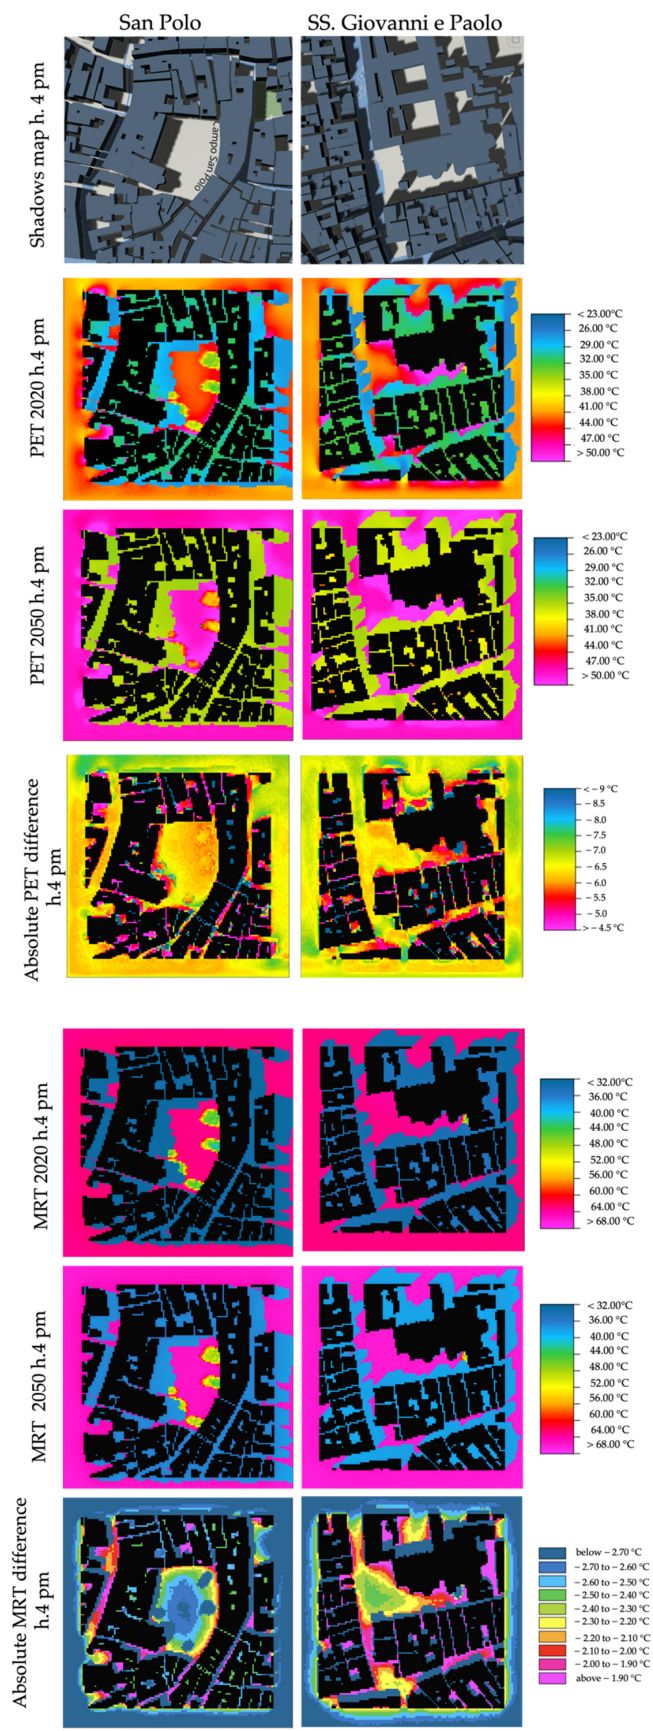 San Polo
SS. Giovanni e Paolo
Shadows map h. 4 pm
Campo San
Polo
PET 2020 h.4 pm
< 23.00°C
26.00 °C
29.00 °C
32.00 °C
35.00 °C
38.00 °C
41.00 °C
44.00 °C
47.00 °C
> 50.00 °C
PET 2050 h.4 pm
< 23.00°C
26.00 °C
29.00 °C
32.00 °C
35.00 °C
38.00 °C
41.00 °C
44.00 °C
47.00 °C
> 50.00 °C
Absolute PET difference
h.4 pm
< − 9 °C
− 8.5
− 8.0
− 7.5
− 7.0
− 6.5
− 6.0
− 5.5
− 5.0
> − 4.5 °C
MRT 2020 h.4 pm
< 32.00°C
36.00 °C
40.00 °C
44.00 °C
48.00 °C
52.00 °C
56.00 °C
60.00 °C
64.00 °C
> 68.00 °C
MRT 2050 h.4 pm
< 32.00°C
36.00 °C
40.00 °C
44.00 °C
48.00 °C
52.00 °C
56.00 °C
60.00 °C
64.00 °C
> 68.00 °C
Absolute MRT difference
h.4 pm
below − 2.70 °C
− 2.70 to − 2.60 °C
− 2.60 to − 2.50 °C
− 2.50 to − 2.40 °C
− 2.40 to − 2.30 °C
− 2.30 to − 2.20 °C
− 2.20 to − 2.10 °C
− 2.10 to − 2.00 °C
− 2.00 to − 1.90 °C
above − 1.90 °C